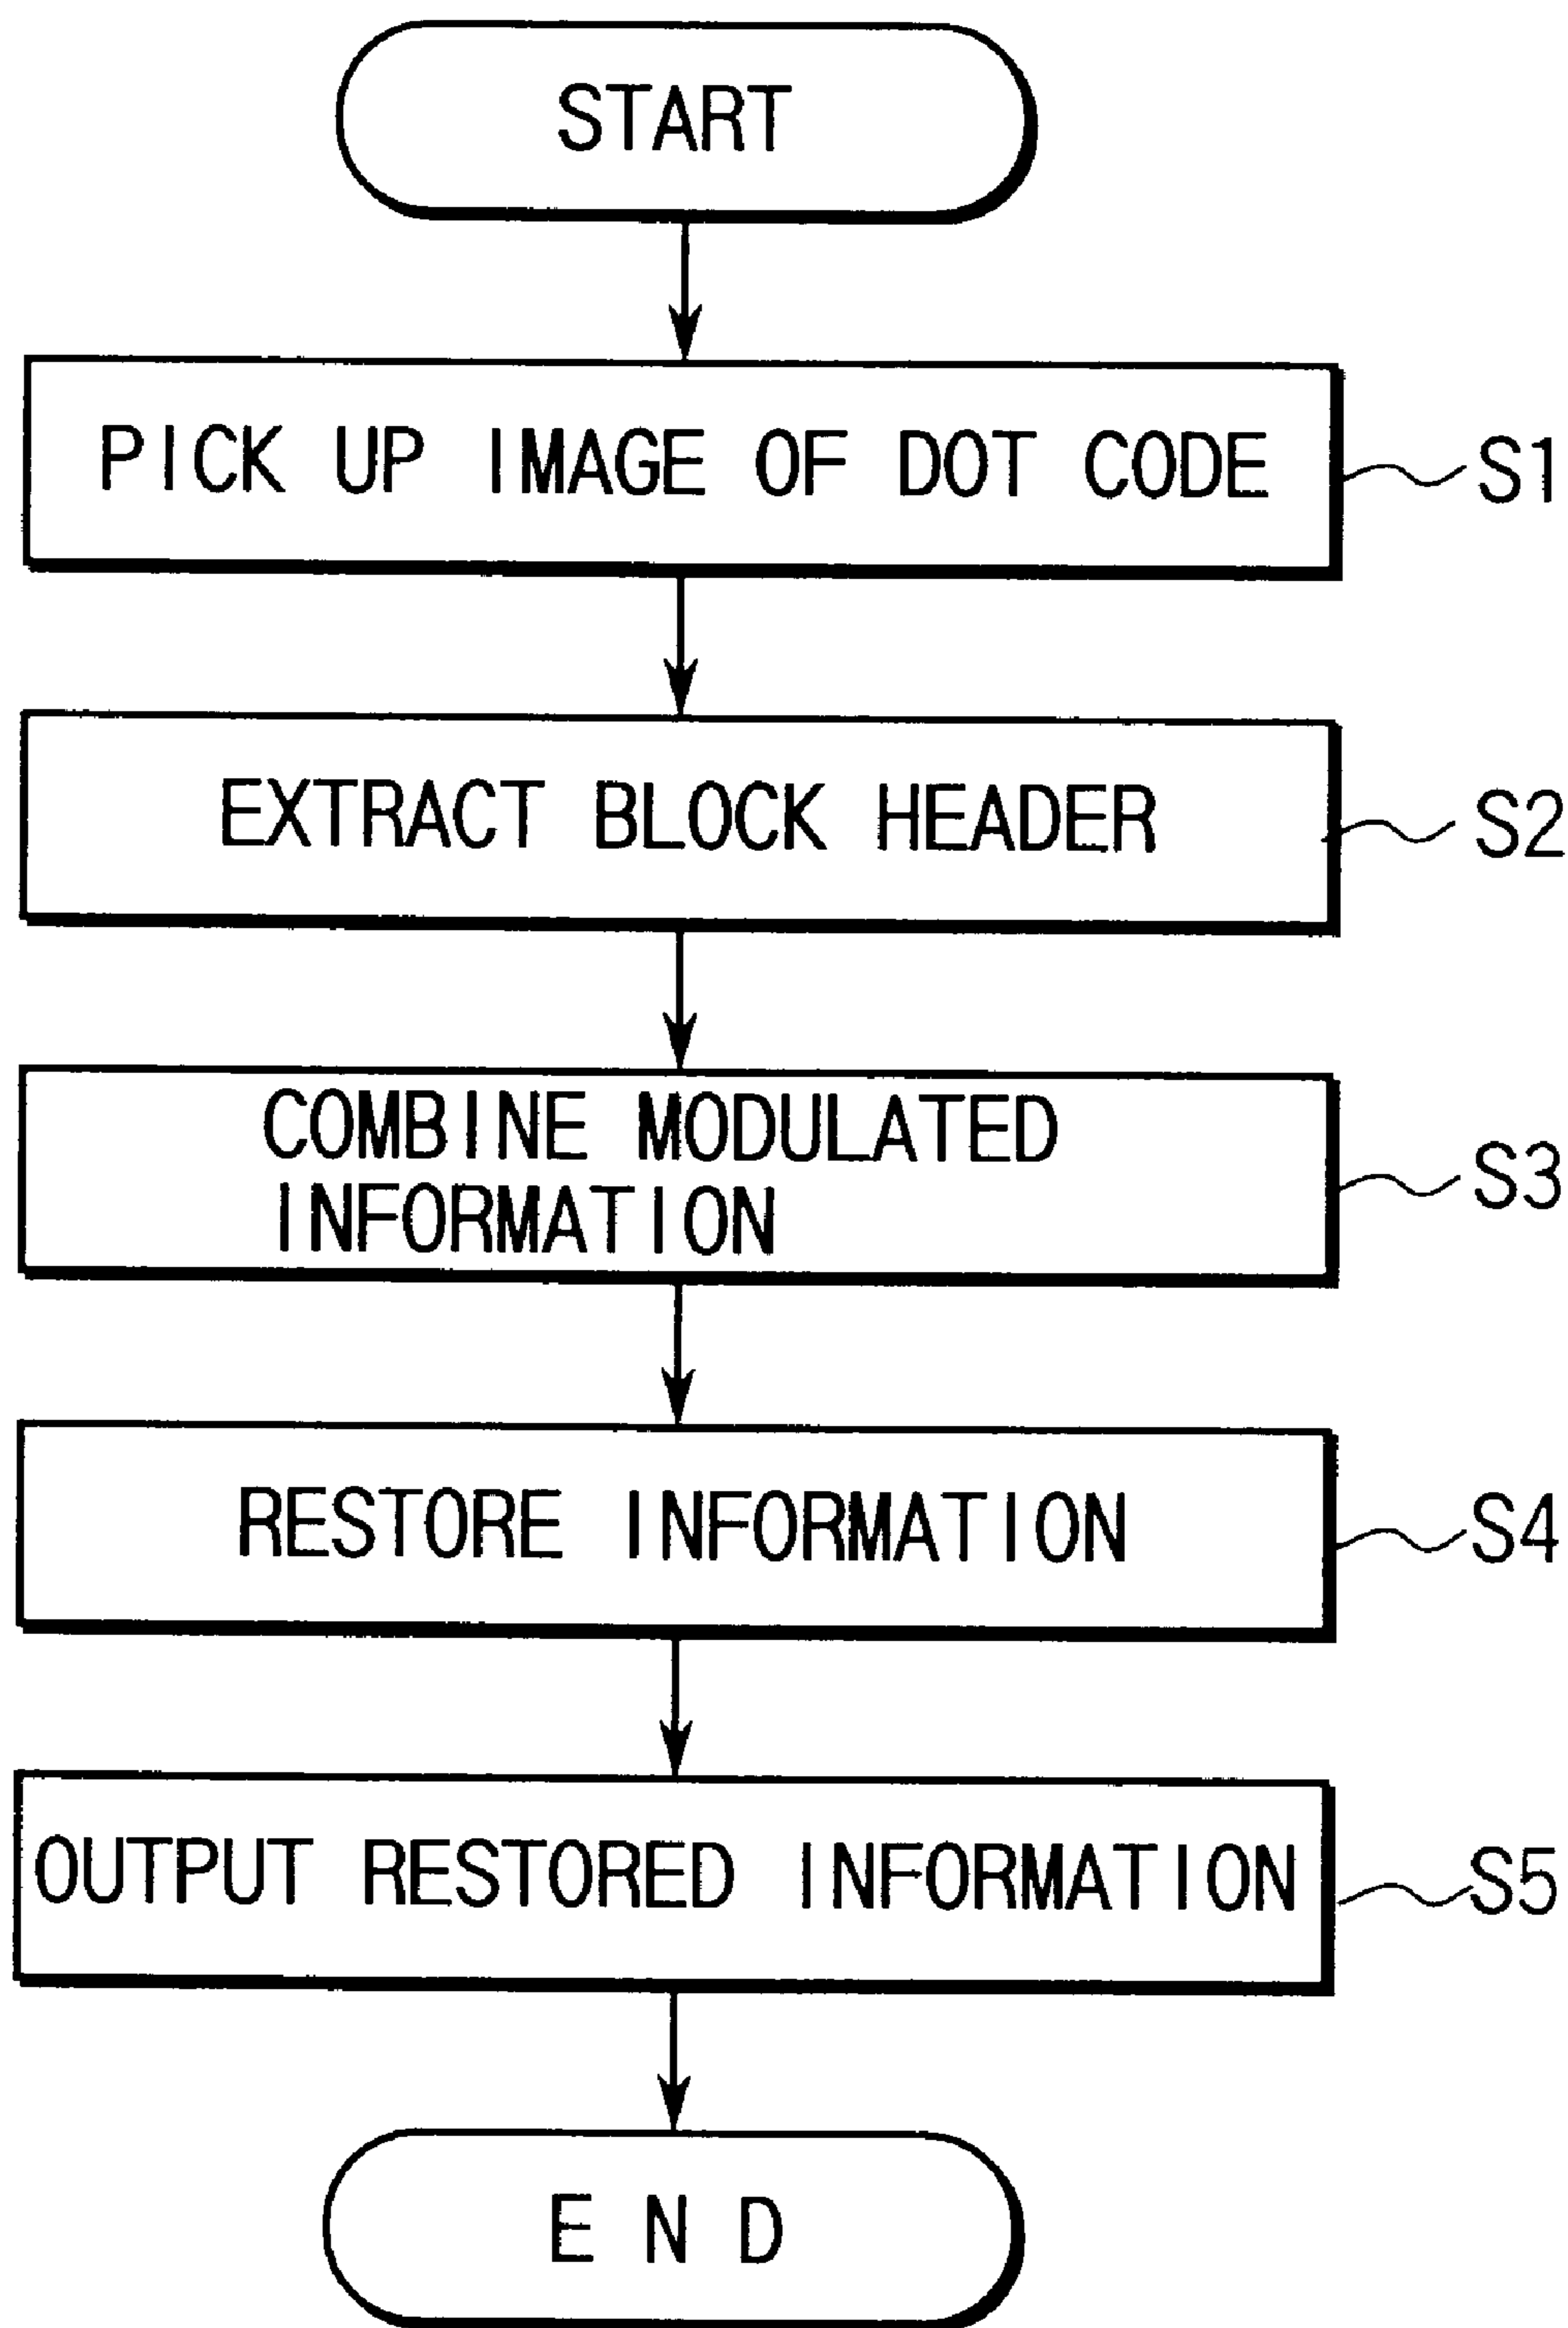 START
PICK UP IMAGE OF DOT CODE
S1
EXTRACT BLOCK HEADER
S2
COMBINE MODULATED
INFORMATION
S3
RESTORE INFORMATION
S4
OUTPUT RESTORED INFORMATION
S5
END